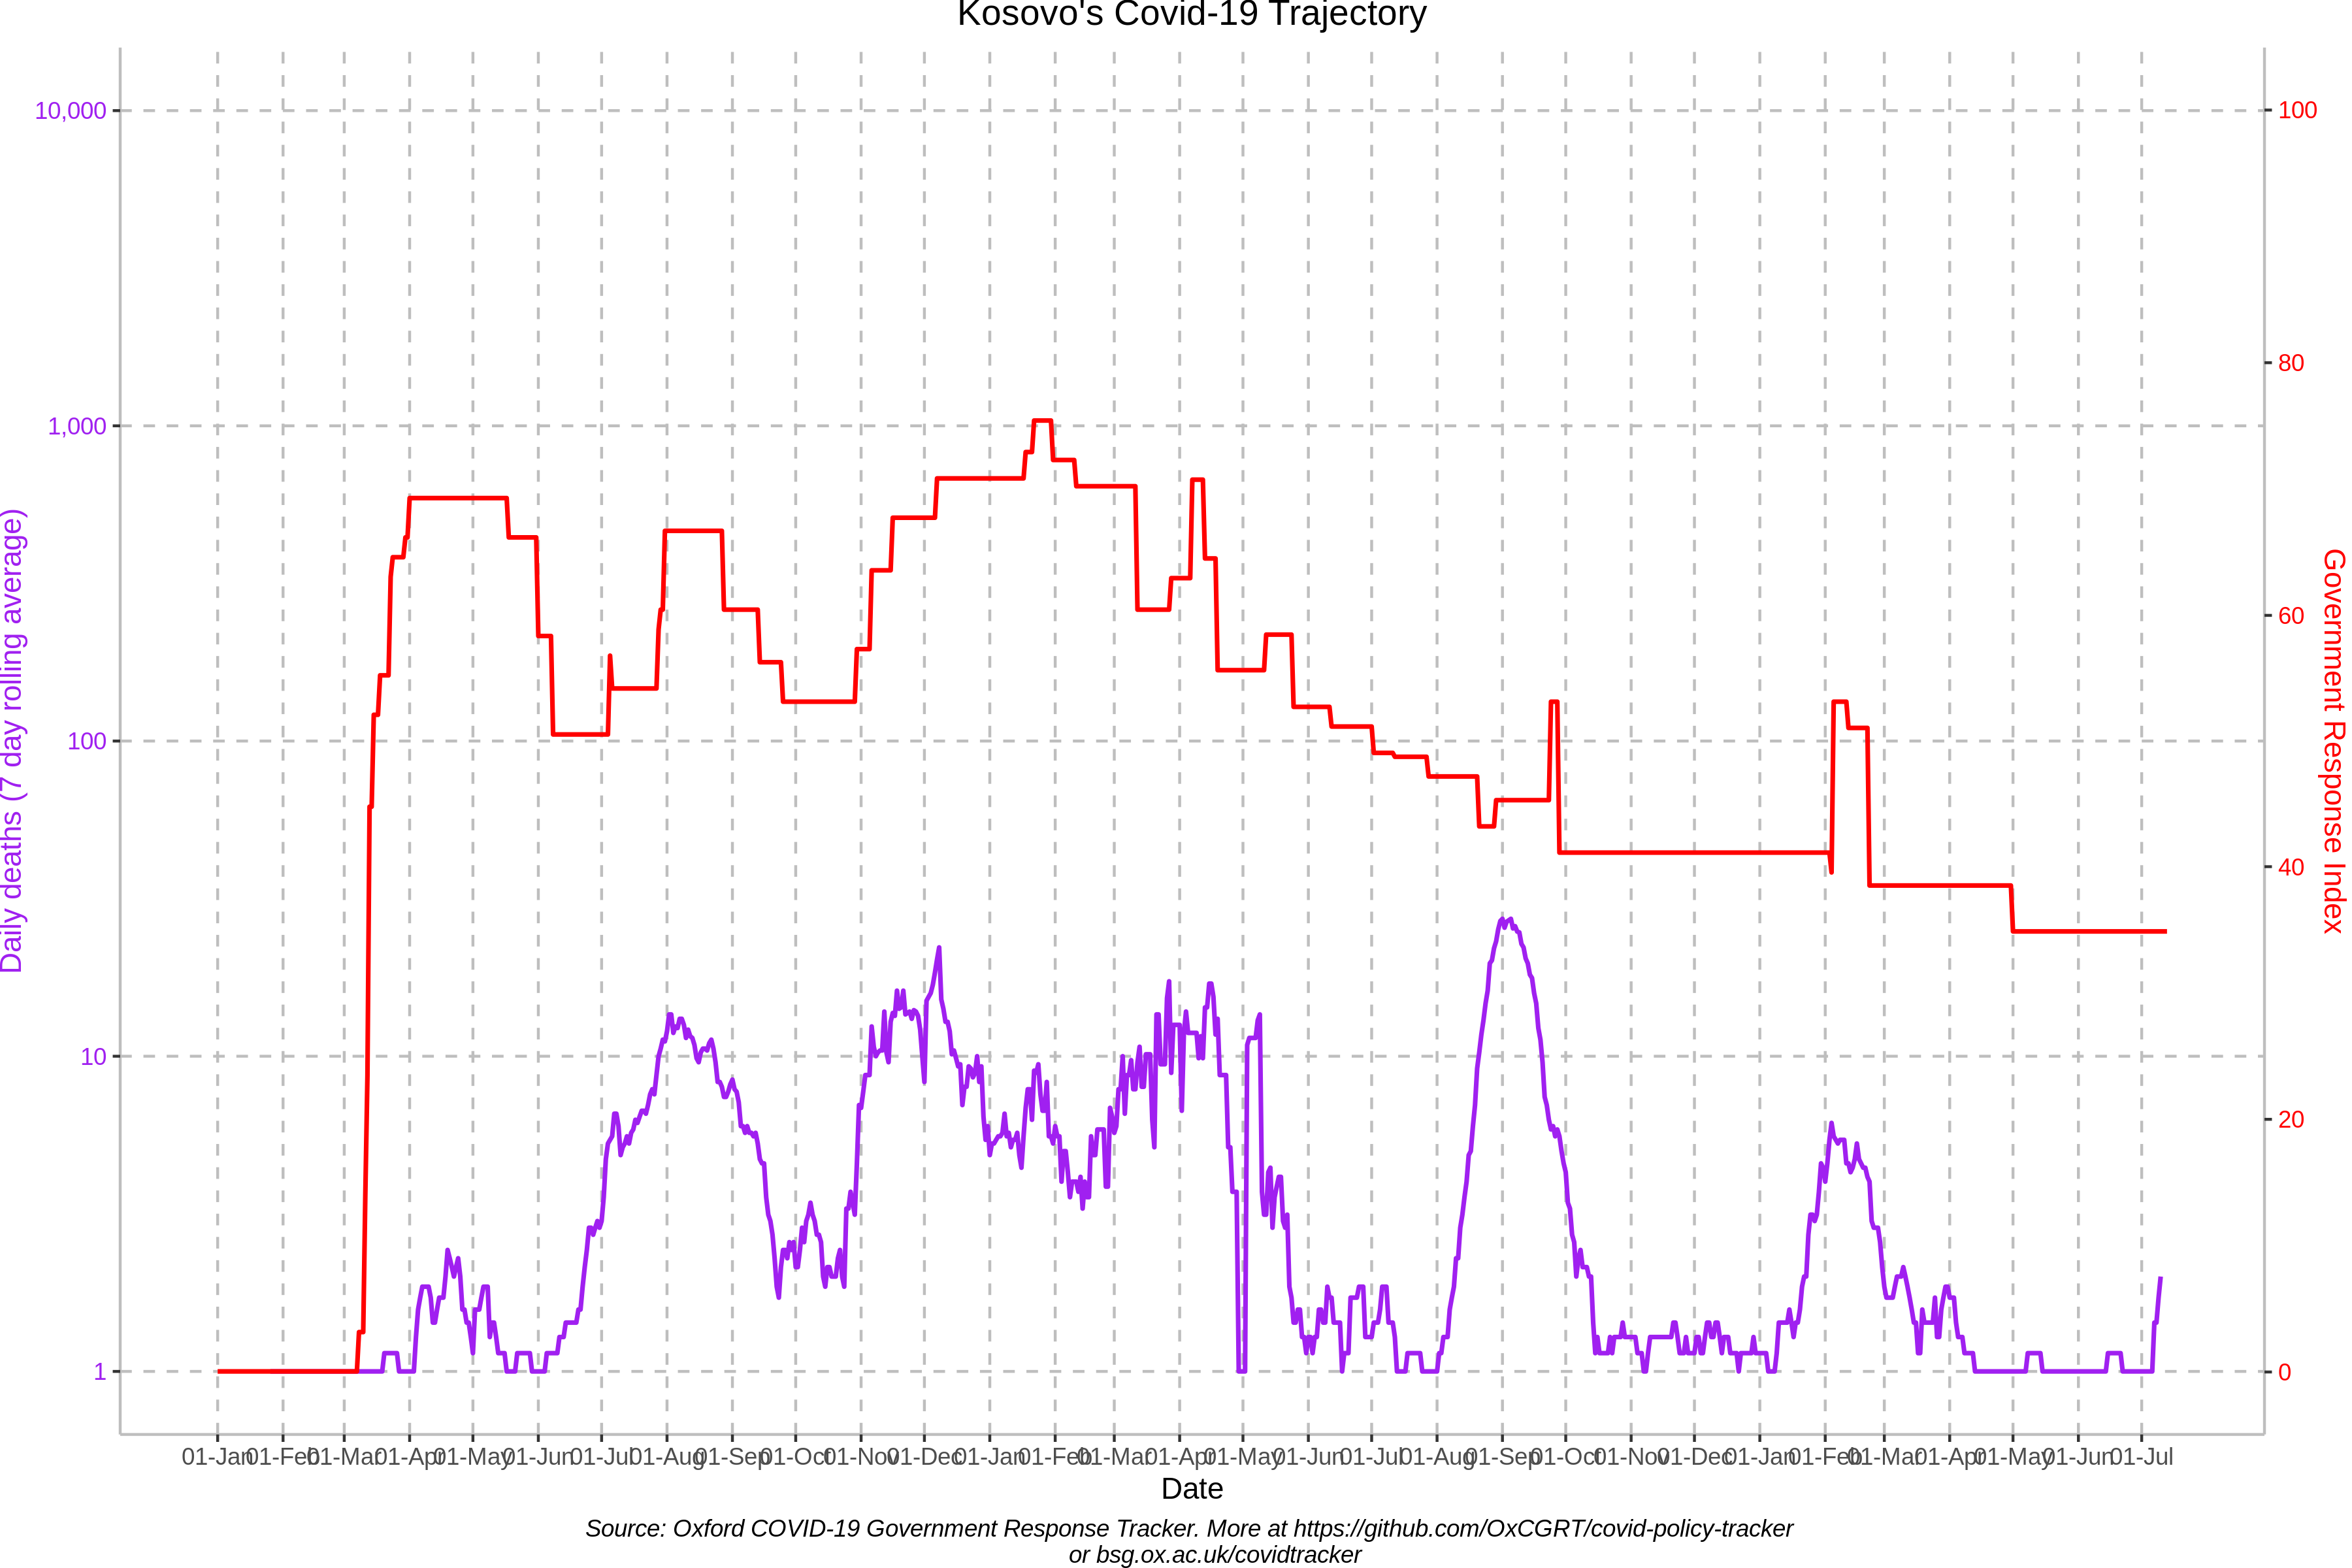 Kosovo's Covid-19 Trajectory
10,000
1,000
100
10
1
Daily deaths (7 day rolling average)
100
80
60
40
20
0
Government Response Index
01-Jan
01-Feb
01-Mar
01-Apr
01-May
01-Jun
01-Jul
01-Aug
01-Sep
01-Oct
01-Nov
01-Dec
01-Jan
01-Feb
01-Mar
01-Apr
01-May
01-Jun
01-Jul
01-Aug
01-Sep
01-Oct
01-Nov
01-Dec
01-Jan
01-Feb
01-Mar
01-Apr
01-May
01-Jun
01-Jul
Date
Source: Oxford COVID-19 Government Response Tracker. More at https://github.com/OxCGRT/covid-policy-tracker
or bsg.ox.ac.uk/covidtracker